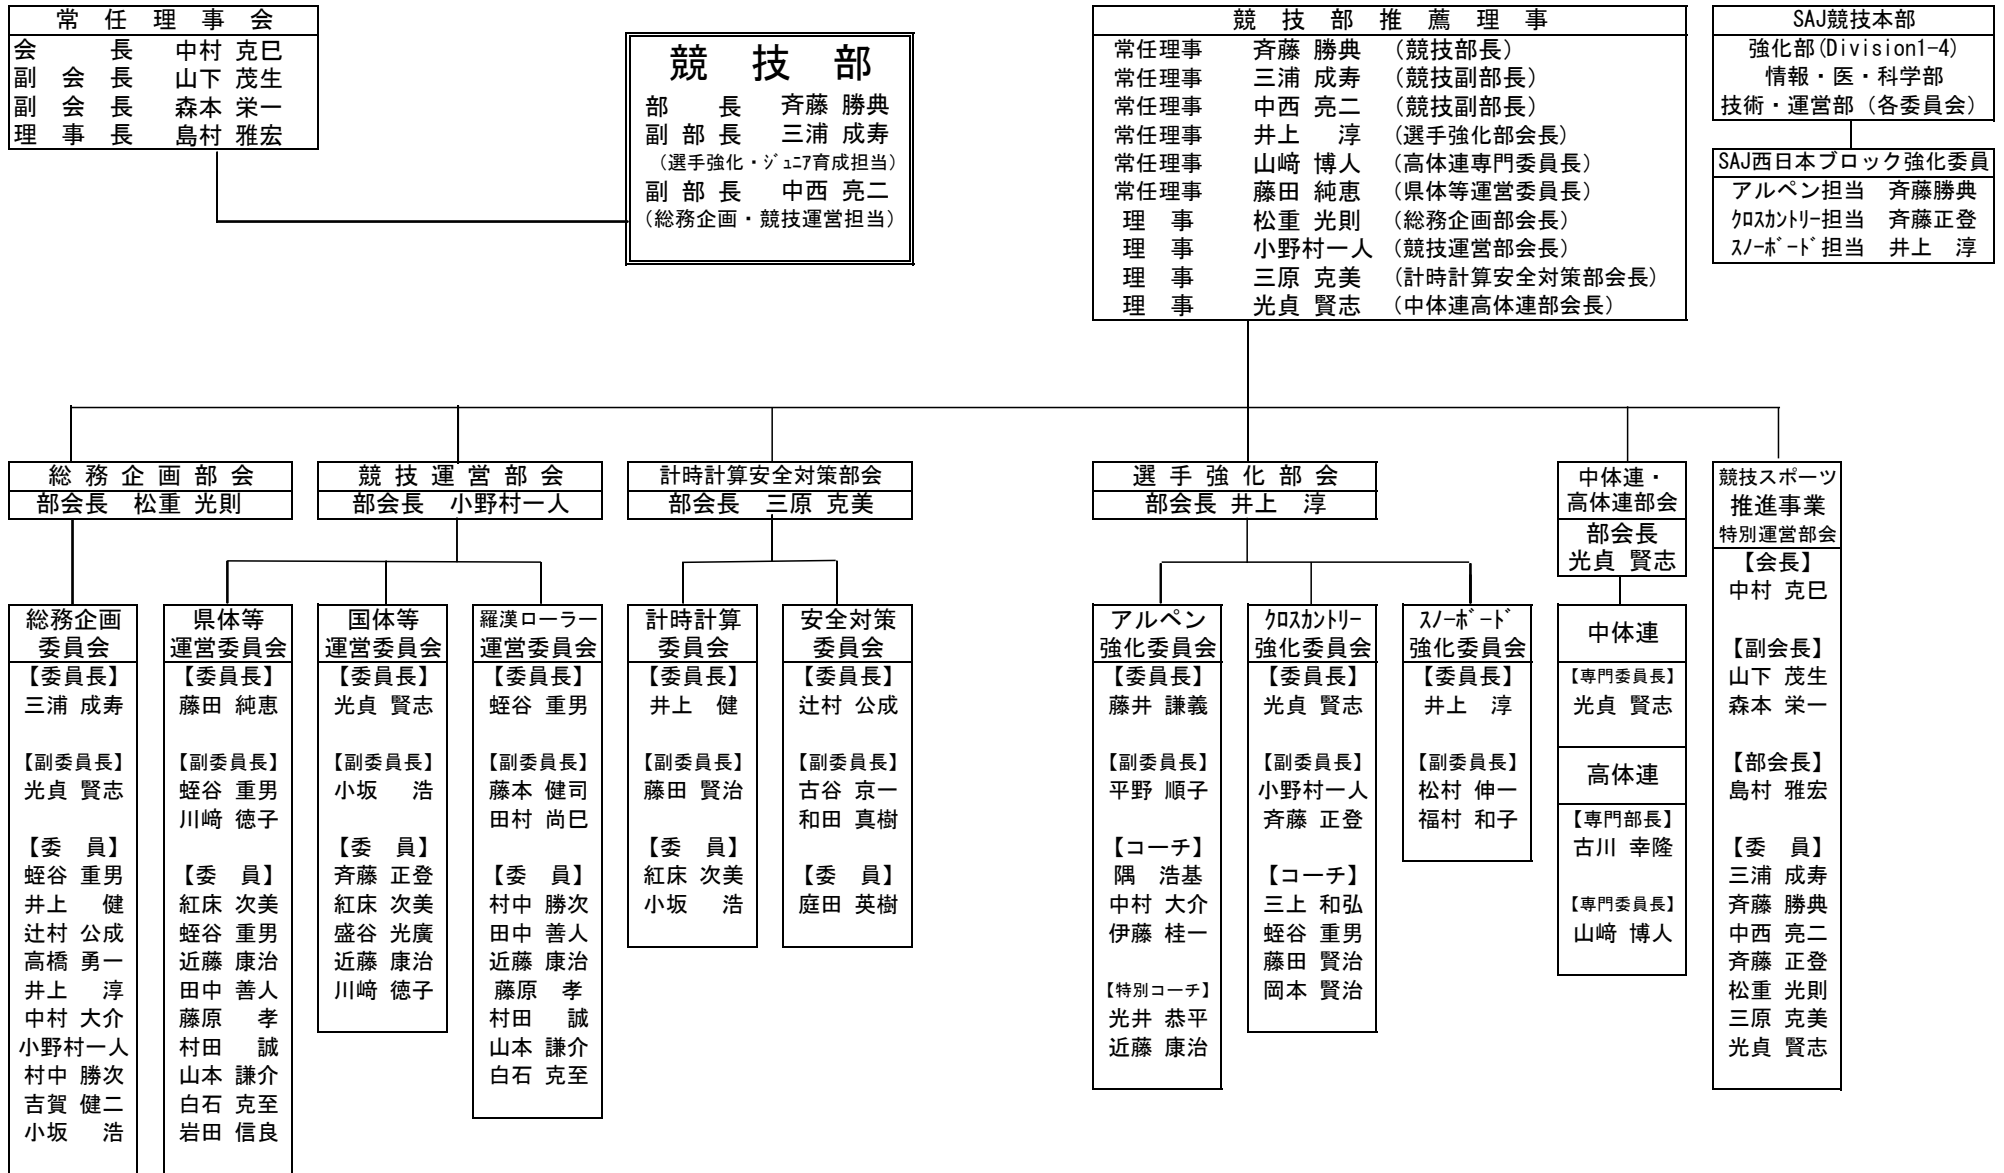 常任理事会
会長 中村 克巳
副会長 山下 茂生
副会長 森本 栄一
理事長 島村 雅宏
競技部
部長 斉藤 勝典
副部長 三浦 成寿
（選手強化・ｼﾞｭﾆｱ育成担当）
副部長 中西 亮二
（総務企画・競技運営担当）
競技部推薦理事
常任理事 斉藤 勝典 （競技部長）
常任理事 三浦 成寿 （競技副部長）
常任理事 中西 亮二 （競技副部長）
常任理事 井上 淳 （選手強化部会長）
常任理事 山﨑 博人 （高体連専門委員長）
常任理事 藤田 純恵 （県体等運営委員長）
理事 松重 光則 （総務企画部会長）
理事 小野村一人 （競技運営部会長）
理事 三原 克美 （計時計算安全対策部会長）
理事 光貞 賢志 （中体連高体連部会長）
SAJ競技本部
強化部(Division1-4)
情報・医・科学部
技術・運営部（各委員会）
SAJ西日本ブロック強化委員
アルペン担当 斉藤勝典
ｸﾛｽｶﾝﾄﾘｰ担当 斉藤正登
ｽﾉｰﾎﾞｰﾄﾞ担当 井上 淳
総務企画部会
部会長 松重 光則
競技運営部会
部会長 小野村一人
計時計算安全対策部会
部会長 三原 克美
選手強化部会
部会長 井上 淳
中体連・
高体連部会
部会長
光貞 賢志
競技スポーツ
推進事業
特別運営部会
【会長】
中村 克巳
【副会長】
山下 茂生
森本 栄一
【部会長】
島村 雅宏
【委 員】
三浦 成寿
斉藤 勝典
中西 亮二
斉藤 正登
松重 光則
三原 克美
光貞 賢志
総務企画
委員会
【委員長】
三浦 成寿
【副委員長】
光貞 賢志
【委 員】
蛭谷 重男
井上 健
辻村 公成
高橋 勇一
井上 淳
中村 大介
小野村一人
村中 勝次
吉賀 健二
小坂 浩
県体等
運営委員会
【委員長】
藤田 純恵
【副委員長】
蛭谷 重男
川﨑 徳子
【委 員】
紅床 次美
蛭谷 重男
近藤 康治
田中 善人
藤原 孝
村田 誠
山本 謙介
白石 克至
岩田 信良
国体等
運営委員会
【委員長】
光貞 賢志
【副委員長】
小坂 浩
【委 員】
斉藤 正登
紅床 次美
盛谷 光廣
近藤 康治
川﨑 徳子
羅漢ローラー
運営委員会
【委員長】
蛭谷 重男
【副委員長】
藤本 健司
田村 尚巳
【委 員】
村中 勝次
田中 善人
近藤 康治
藤原 孝
村田 誠
山本 謙介
白石 克至
計時計算
委員会
【委員長】
井上 健
【副委員長】
藤田 賢治
【委 員】
紅床 次美
小坂 浩
安全対策
委員会
【委員長】
辻村 公成
【副委員長】
古谷 京一
和田 真樹
【委 員】
庭田 英樹
アルペン
強化委員会
【委員長】
藤井 謙義
【副委員長】
平野 順子
【コーチ】
隅 浩基
中村 大介
伊藤 桂一
【特別コーチ】
光井 恭平
近藤 康治
ｸﾛｽｶﾝﾄﾘｰ
強化委員会
【委員長】
光貞 賢志
【副委員長】
小野村一人
斉藤 正登
【コーチ】
三上 和弘
蛭谷 重男
藤田 賢治
岡本 賢治
ｽﾉｰﾎﾞｰﾄﾞ
強化委員会
【委員長】
井上 淳
【副委員長】
松村 伸一
福村 和子
中体連
【専門委員長】
光貞 賢志
高体連
【専門部長】
古川 幸隆
【専門委員長】
山﨑 博人